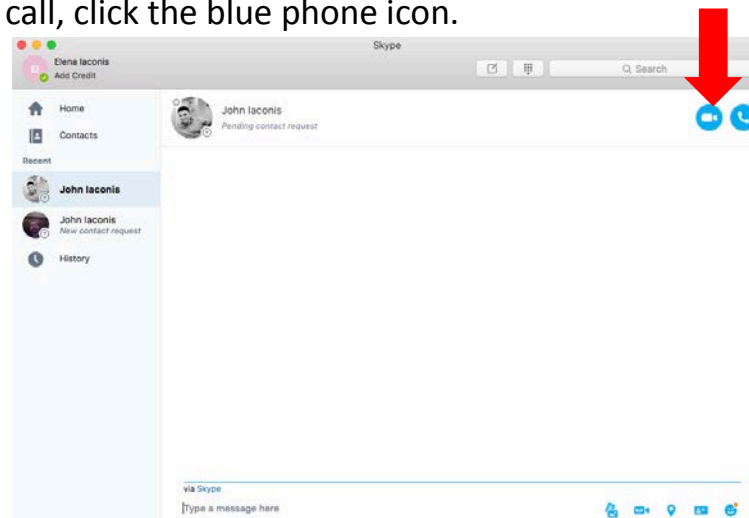 call, click the blue phone icon.
Skype
Elena Iaconis
Add Credit
Search
Home
Contacts
Recent
John Iaconis
John Iaconis
New contact request
History
John Iaconis
Pending contact request
via Skype
Type a message here